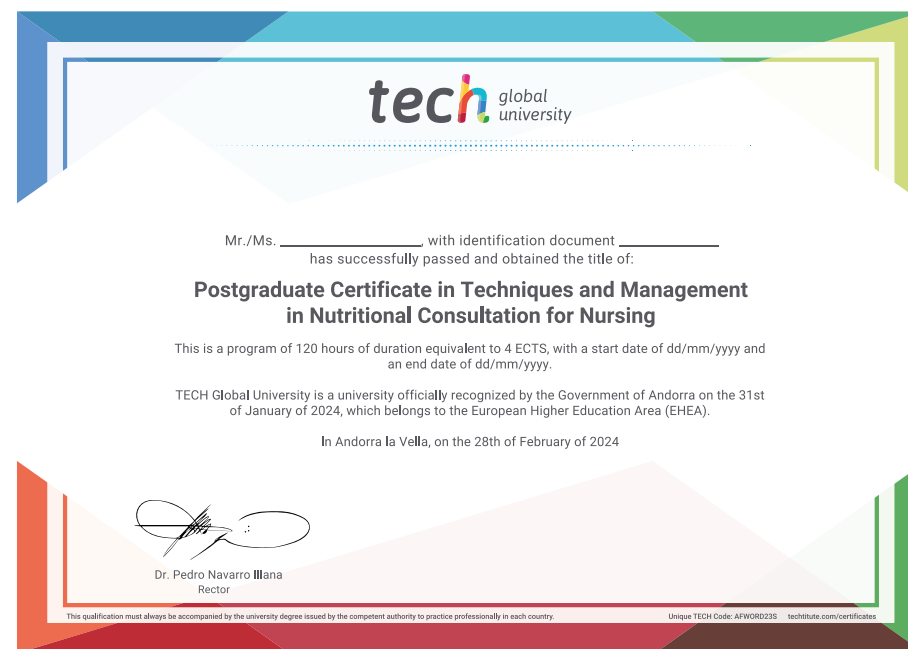 tech global
university
Mr./Ms. ____________, with identification document ____________
has successfully passed and obtained the title of:
Postgraduate Certificate in Techniques and Management
in Nutritional Consultation for Nursing
This is a program of 120 hours of duration equivalent to 4 ECTS, with a start date of dd/mm/yyyy and
an end date of dd/mm/yyyy.
TECH Global University is a university officially recognized by the Government of Andorra on the 31st
of January of 2024, which belongs to the European Higher Education Area (EHEA).
In Andorra la Vella, on the 28th of February of 2024
Dr. Pedro Navarro Illana
Rector
This qualification must always be accompanied by the university degree issued by the competent authority to practice professionally in each country.
Unique TECH Code: AFWORD23S techtitute.com/certificates